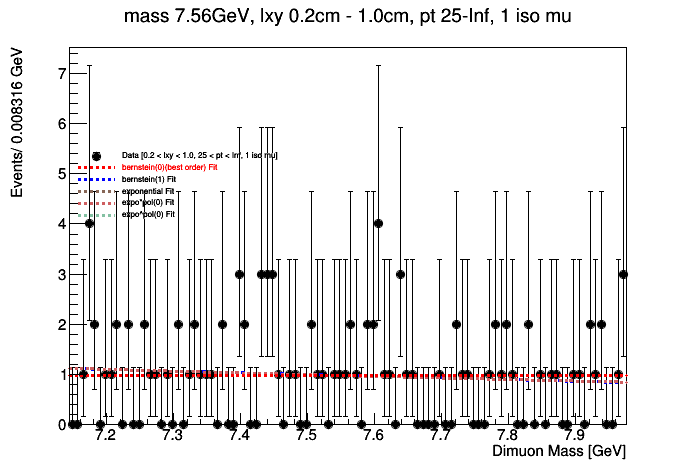 mass 7.56GeV, lxy 0.2cm - 1.0cm, pt 25-Inf, 1 iso mu
Events/ 0.008316 GeV
7
6
5
4
3
2
1
0
Data [0.2 < lxy < 1.0, 25 < pt < Inf, 1 iso mu]
bernstein(0)(best order) Fit
bernstein(1) Fit
exponential Fit
expo*pol(0) Fit
expo*pol(0) Fit
7.2 7.3 7.4 7.5 7.6 7.7 7.8 7.9
Dimuon Mass [GeV]